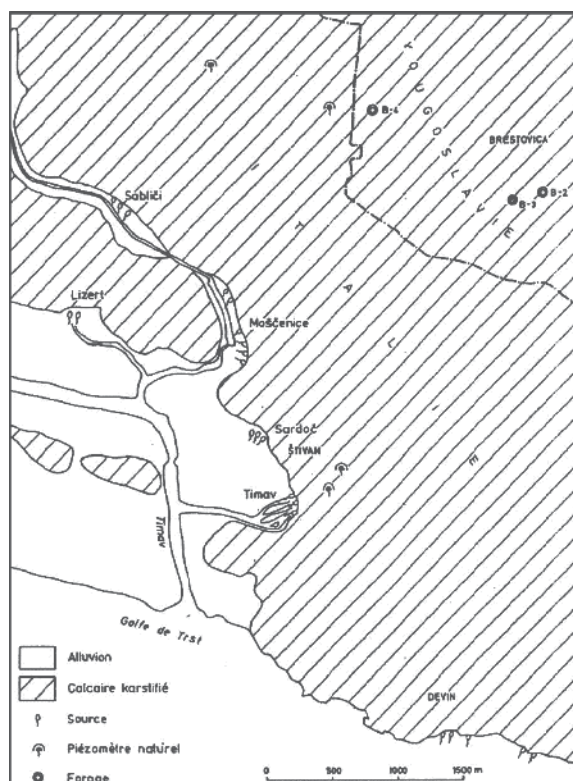 YOUGOSLAVIE
B-4
BRESTOVICA
B-2
B-3
Sabliči
ITALIE
Lizert
Moščenice
Sardoč
ŠTIVAN
Timav
Timav
Golfe de Trst
DEVIN
Alluvion
Calcaire karstifié
Source
Piézomètre naturel
Forage
0 500 1000 1500 m